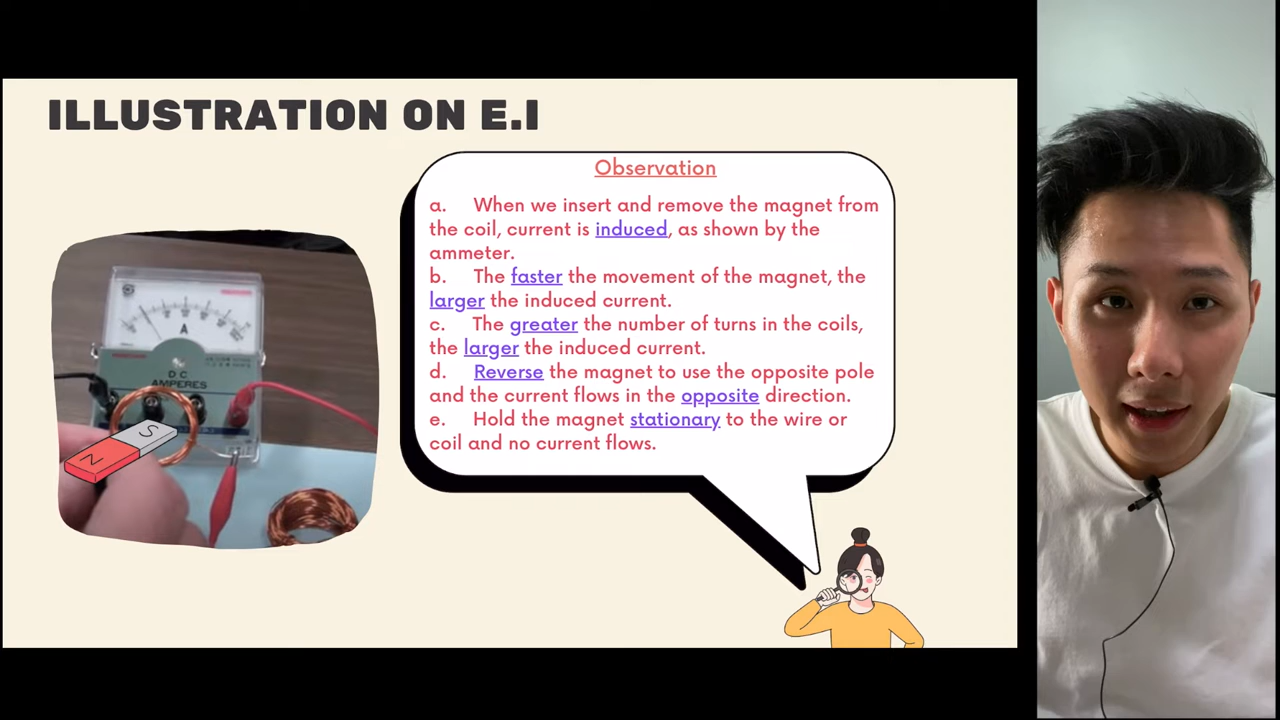 ILLUSTRATION ON E.I
Observation
a. When we insert and remove the magnet from
the coil, current is induced, as shown by the
ammeter.
b. The faster the movement of the magnet, the
larger the induced current.
c. The greater the number of turns in the coils,
the larger the induced current.
d. Reverse the magnet to use the opposite pole
and the current flows in the opposite direction.
e. Hold the magnet stationary to the wire or
coil and no current flows.
A
D.C.
AMPERES
S
N